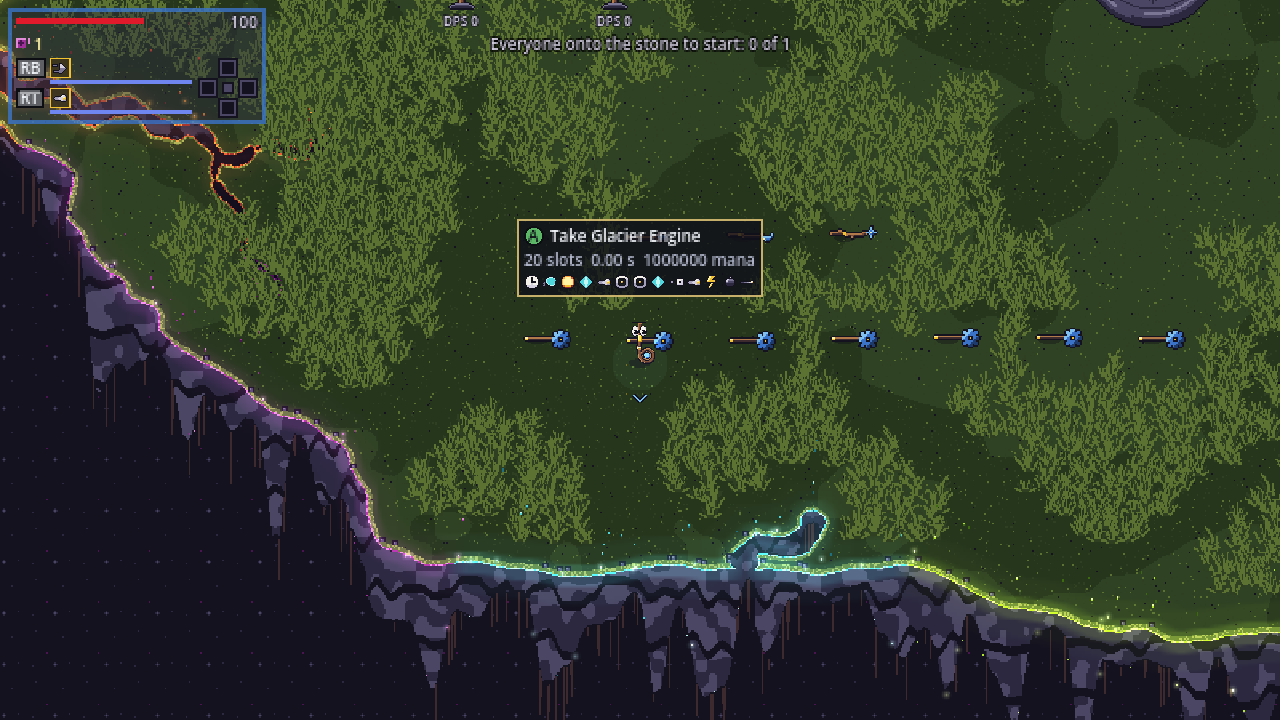 100
DPS 0
DPS 0
1
Everyone onto the stone to start: 0 of 1
RB
RT
A Take Glacier Engine
20 slots 0.00 s 1000000 mana